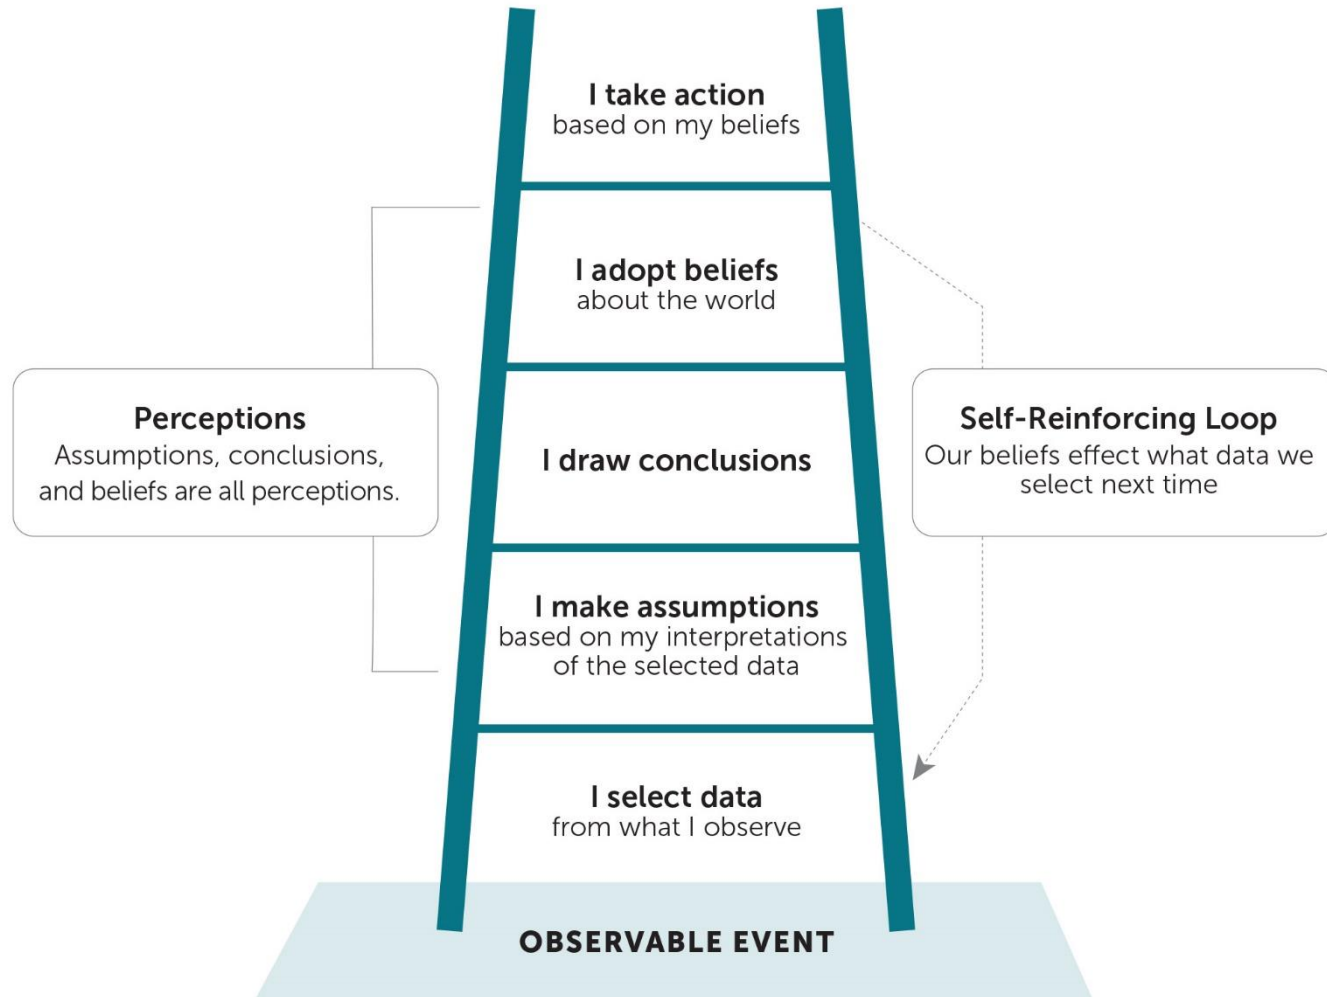 I take action
based on my beliefs
I adopt beliefs
about the world
Perceptions
Assumptions, conclusions,
and beliefs are all perceptions.
I draw conclusions
Self-Reinforcing Loop
Our beliefs effect what data we
select next time
I make assumptions
based on my interpretations
of the selected data
I select data
from what I observe
OBSERVABLE EVENT